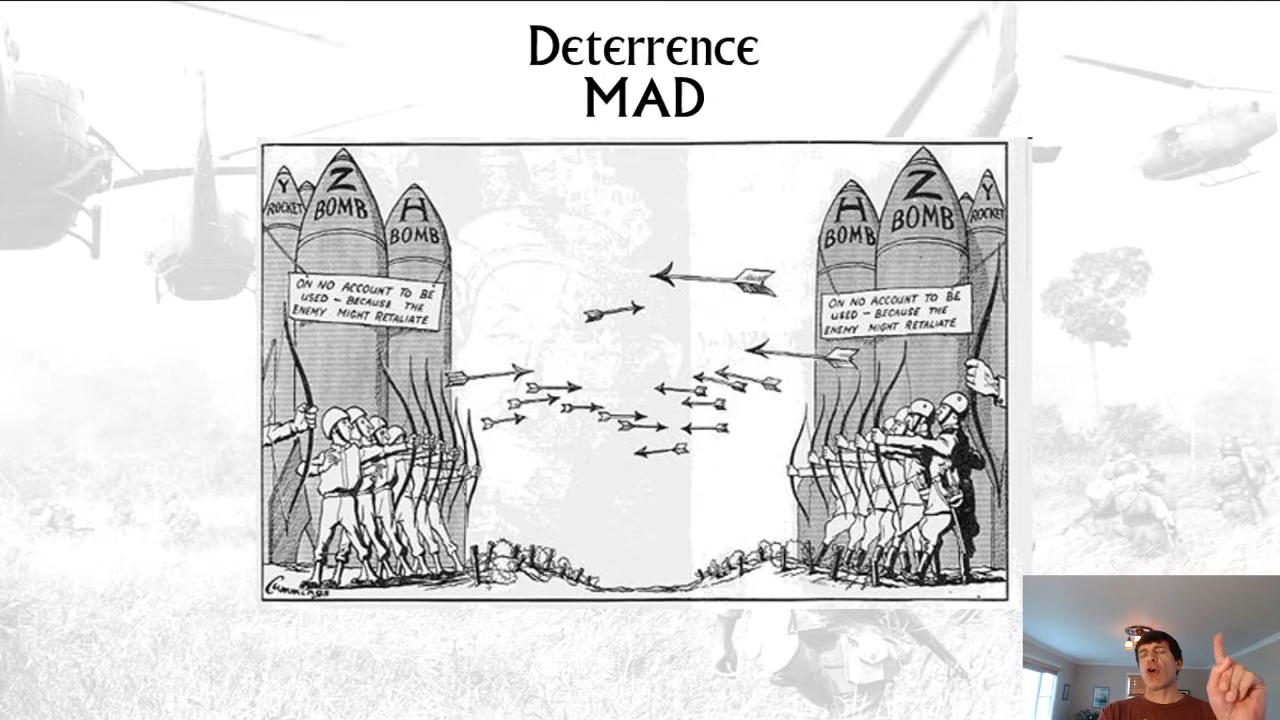 Deterrence
MAD
Y
ROCKET
Z
BOMB
H
BOMB
ON NO ACCOUNT TO BE
USED – BECAUSE THE
ENEMY MIGHT RETALIATE
H
BOMB
Z
BOMB
Y
ROCKET
ON NO ACCOUNT TO BE
USED – BECAUSE THE
ENEMY MIGHT RETALIATE
Cummings